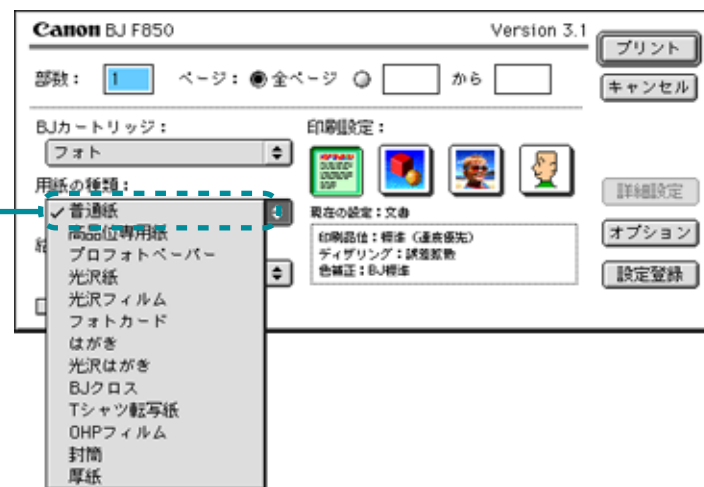 Canon BJ F850
Version 3.1
プリント
部数： 1 ページ： 全ページ から
キャンセル
BJカートリッジ：
フォト
用紙の種類：
普通紙
高品位専用紙
プロフォトペーパー
光沢紙
光沢フィルム
フォトカード
はがき
光沢はがき
BJクロス
Tシャツ転写紙
OHPフィルム
封筒
厚紙
印刷設定：
現在の設定：文書
印刷品位：標準（速度優先）
ディザリング：誤差拡散
色補正：BJ標準
詳細設定
オプション
設定登録